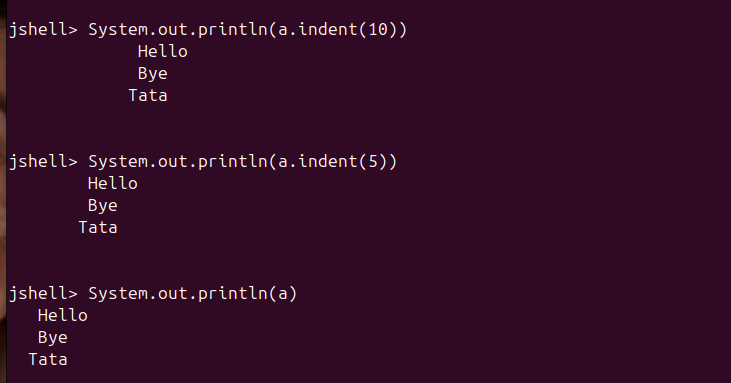 jshell> System.out.println(a.indent(10))
             Hello
             Bye
            Tata
jshell> System.out.println(a.indent(5))
        Hello
        Bye
       Tata
jshell> System.out.println(a)
   Hello
   Bye
  Tata